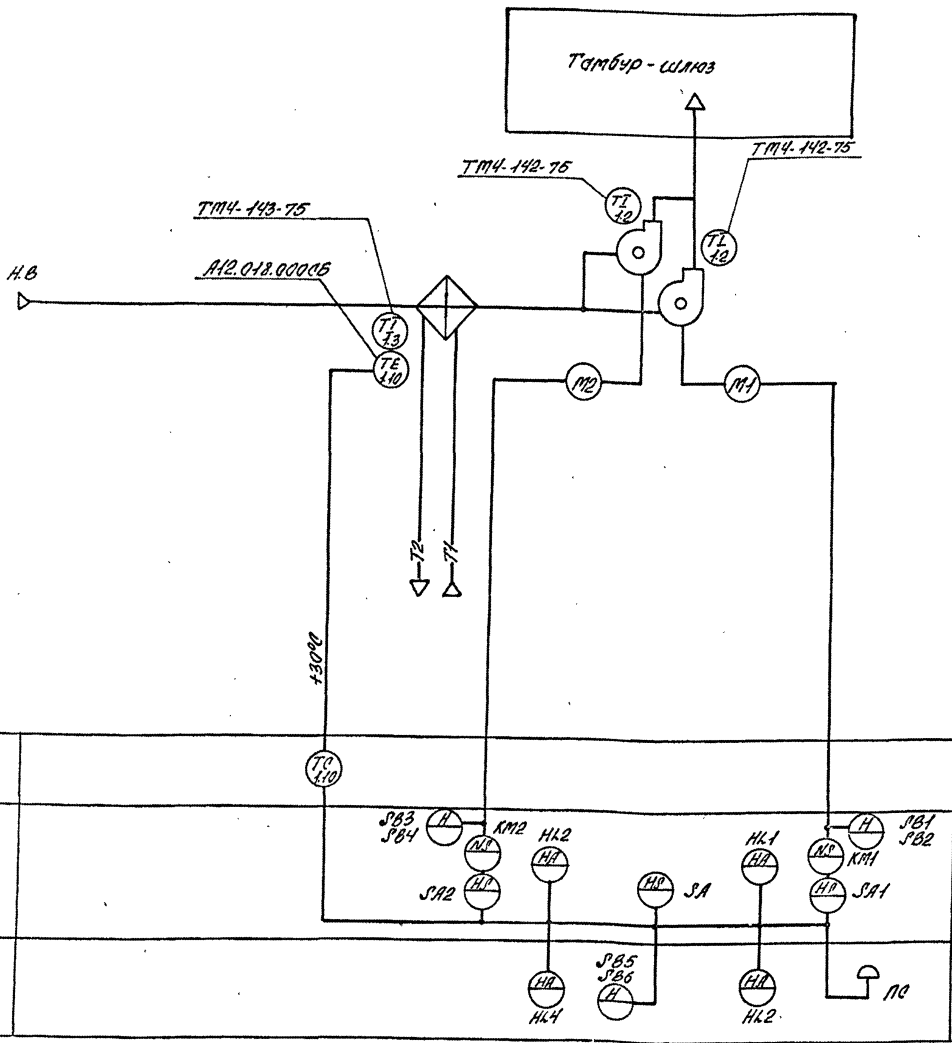 Тамбур-шлюз
ТМ4-142-75
ТМ4-142-75
TI
1.2
TI
1.2
ТМ4-143-75
А12.018.000СБ
Н.В
TI
1.3
TE
1.10
М2
М1
Т2
Т1
+30°С
TC
1.10
SB3
SB4
H
KM2
NS
HS
SA2
HL2
HA
HS
SA
HL1
HA
H
SB1
SB2
NS
KM1
HS
SA1
HA
HL4
SB5
SB6
H
HA
HL2
ПС